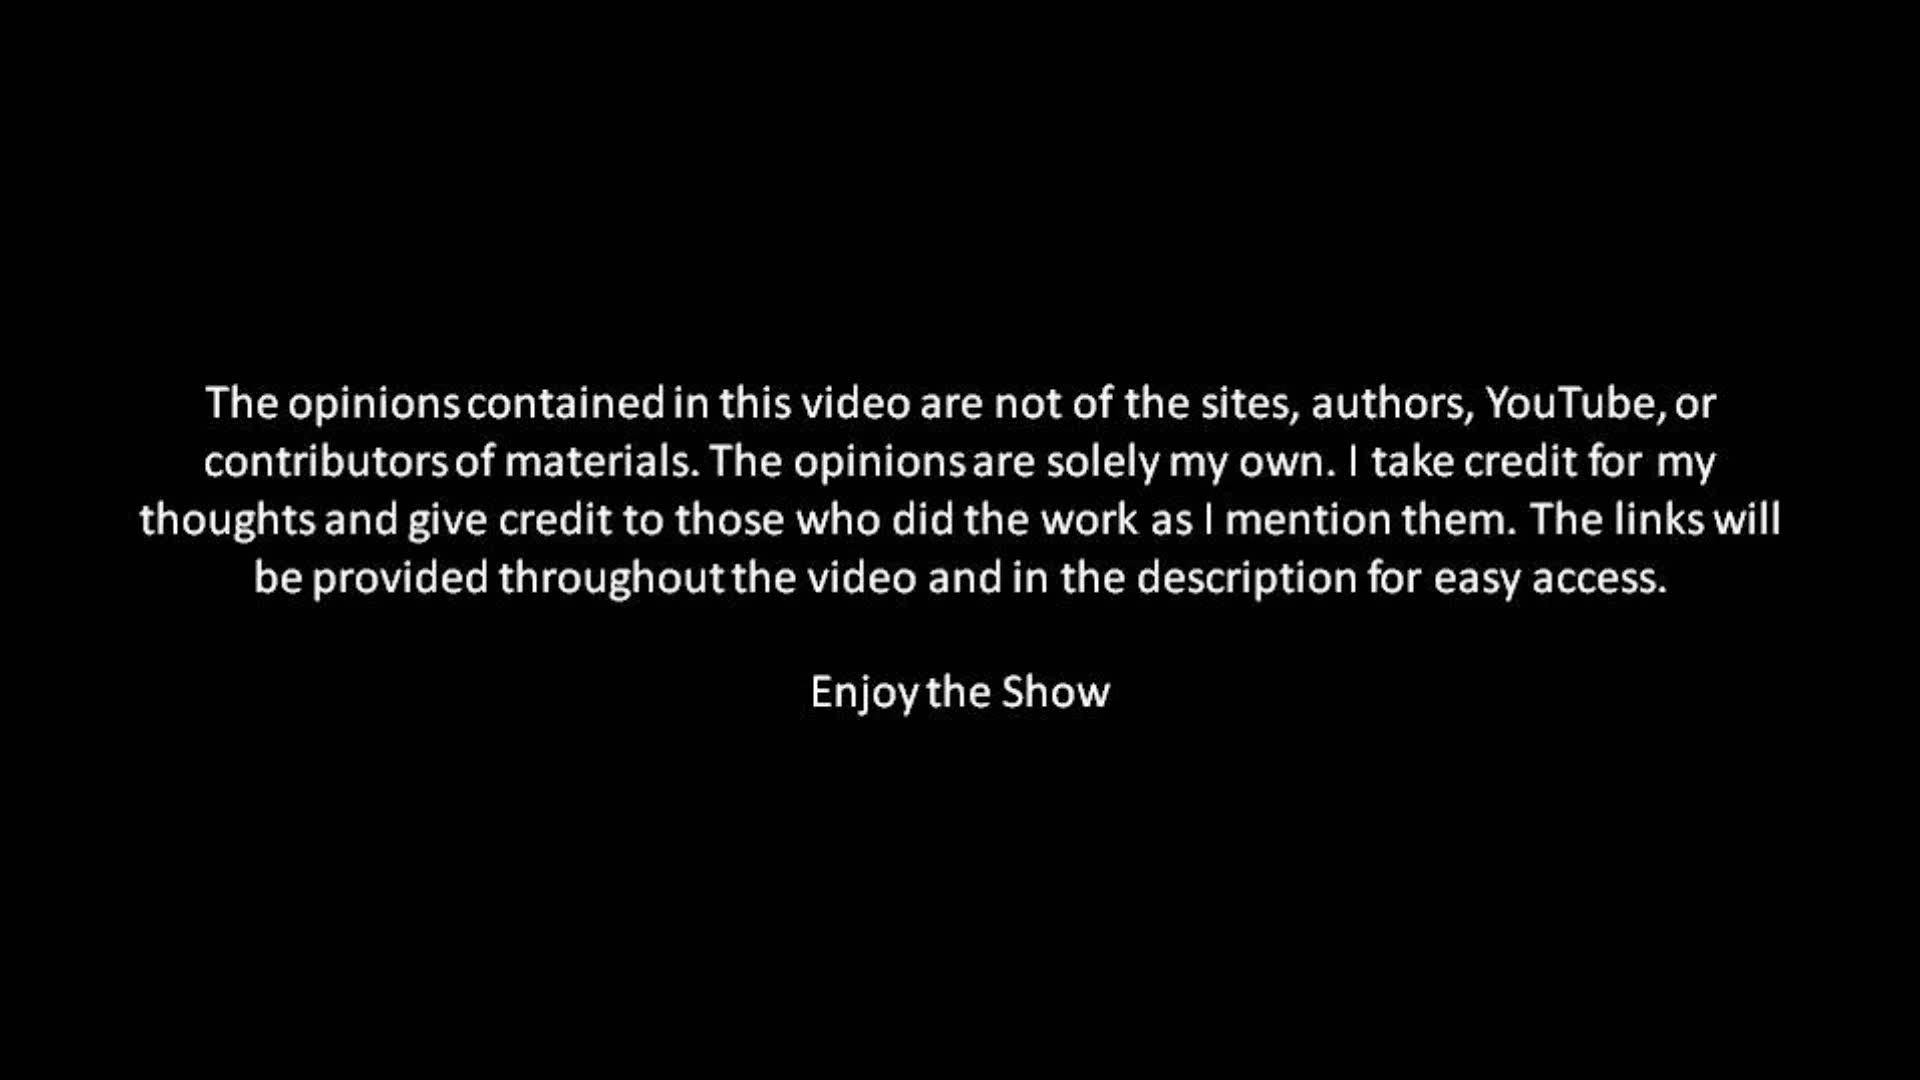 The opinions contained in this video are not of the sites, authors, YouTube, or
contributors of materials. The opinions are solely my own. I take credit for my
thoughts and give credit to those who did the work as I mention them. The links will
be provided throughout the video and in the description for easy access.
Enjoy the Show